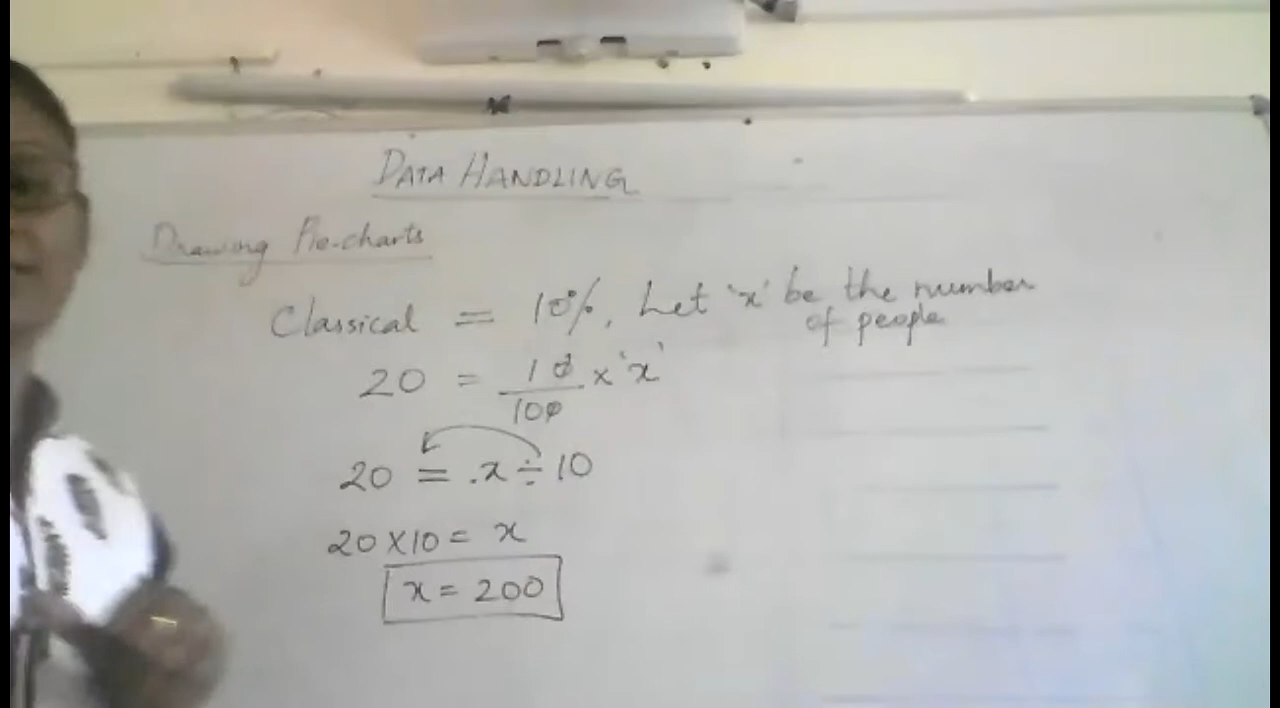 DATA HANDLING
Drawing Pie-charts
Classical = 10%. Let 'x' be the number
of people
20 = 10/100 × 'x'
20 = x ÷ 10
20 × 10 = x
x = 200